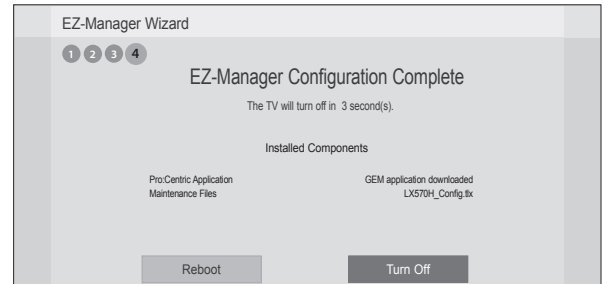 EZ-Manager Wizard
1 2 3 4
EZ-Manager Configuration Complete
The TV will turn off in 3 second(s).
Installed Components
Pro:Centric Application GEM application downloaded
Maintenance Files LX570H_Config.tlx
Reboot Turn Off